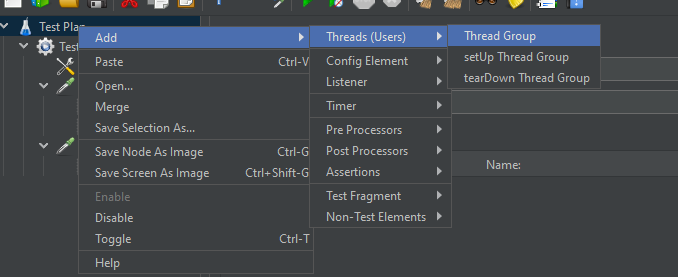 Test Plan
Test
Name:
Add
Paste Ctrl-V
Open...
Merge
Save Selection As...
Save Node As Image Ctrl-G
Save Screen As Image Ctrl+Shift-G
Enable
Disable
Toggle Ctrl-T
Help
Threads (Users)
Config Element
Listener
Timer
Pre Processors
Post Processors
Assertions
Test Fragment
Non-Test Elements
Thread Group
setUp Thread Group
tearDown Thread Group